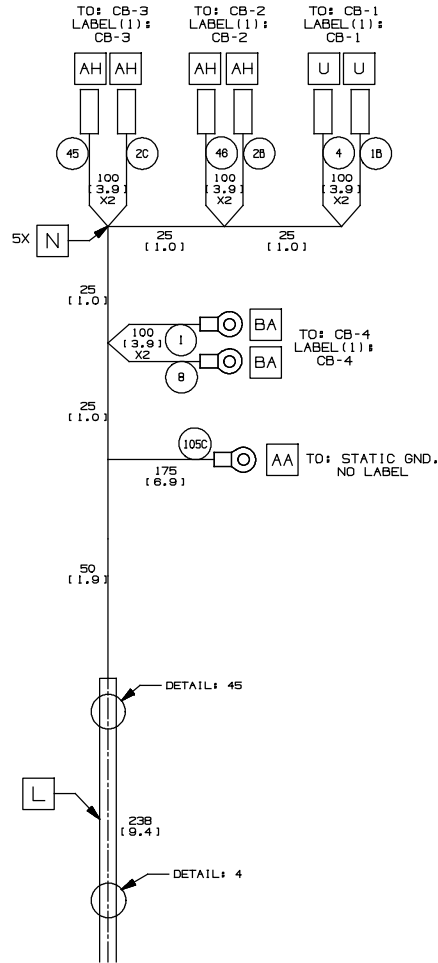 TO: CB-3
LABEL(1):
CB-3
TO: CB-2
LABEL(1):
CB-2
TO: CB-1
LABEL(1):
CB-1
AH AH
AH AH
U U
45
2C
46
2B
4
1B
100
[3.9]
X2
100
[3.9]
X2
100
[3.9]
X2
5X N
25
[1.0]
25
[1.0]
25
[1.0]
1
BA
100
[3.9]
X2
8
BA
TO: CB-4
LABEL(1):
CB-4
25
[1.0]
105C
175
[6.9]
AA
TO: STATIC GND.
NO LABEL
50
[1.9]
DETAIL: 45
L
238
[9.4]
DETAIL: 4